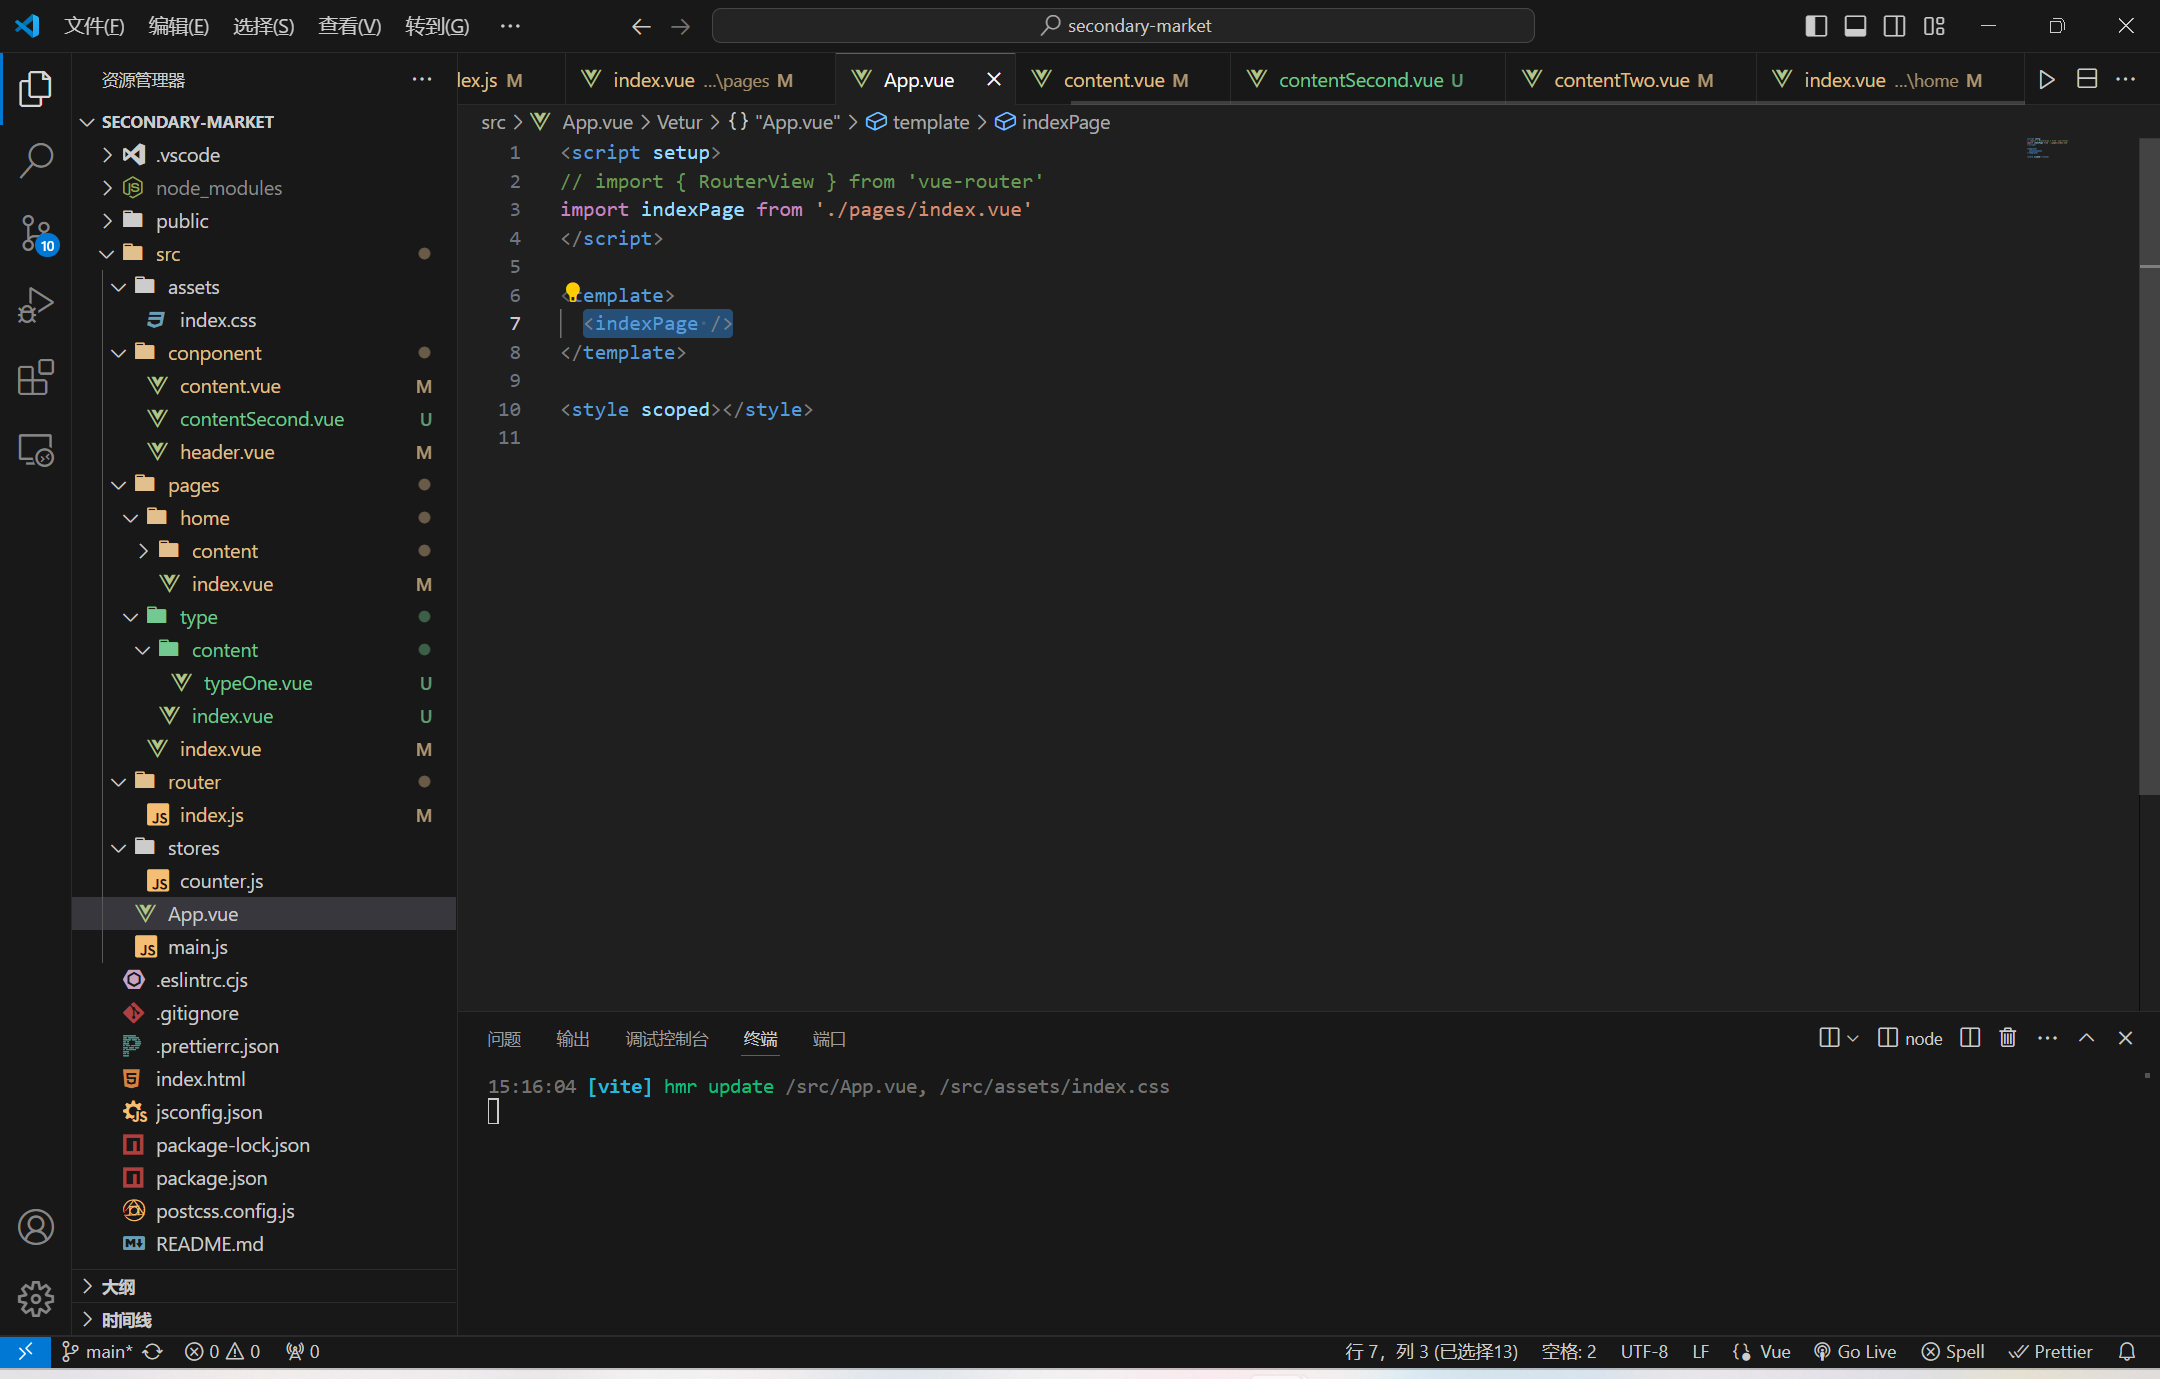 文件(F) 编辑(E) 选择(S) 查看(V) 转到(G) ··· secondary-market
资源管理器 ···
lex.js M index.vue ...\pages M App.vue content.vue M contentSecond.vue U contentTwo.vue M index.vue ...\home M
SECONDARY-MARKET
.vscode
node_modules
public
src
assets
index.css
conponent
content.vue M
contentSecond.vue U
header.vue M
pages
home
content
index.vue M
type
content
typeOne.vue U
index.vue U
index.vue M
router
index.js M
stores
counter.js
App.vue
main.js
.eslintrc.cjs
.gitignore
.prettierrc.json
index.html
jsconfig.json
package-lock.json
package.json
postcss.config.js
README.md
大纲
时间线
10
src > App.vue > Vetur > {} "App.vue" > template > indexPage
1 <script setup>
2 // import { RouterView } from 'vue-router'
3 import indexPage from './pages/index.vue'
4 </script>
5
6 <template>
7 <indexPage />
8 </template>
9
10 <style scoped></style>
11
问题 输出 调试控制台 终端 端口 node
15:16:04 [vite] hmr update /src/App.vue, /src/assets/index.css
main* 0 0 0 行 7，列 3 (已选择13) 空格: 2 UTF-8 LF Vue Go Live Spell Prettier